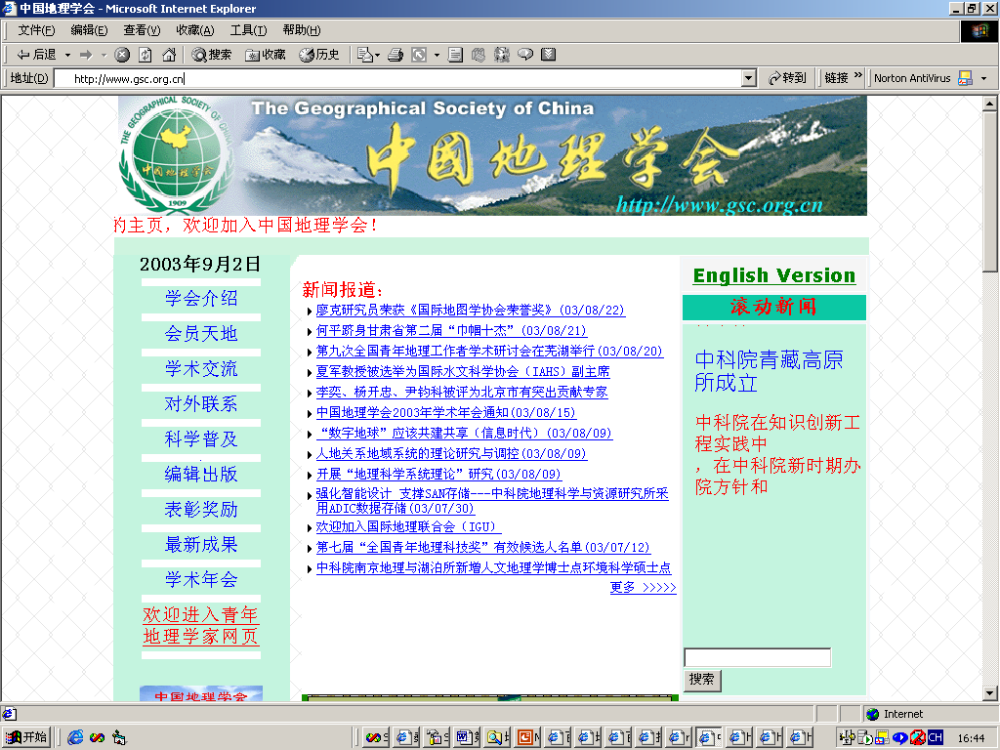 中国地理学会 - Microsoft Internet Explorer
文件(F) 编辑(E) 查看(V) 收藏(A) 工具(T) 帮助(H)
后退 搜索 收藏 历史
地址(D) http://www.gsc.org.cn 转到 链接 » Norton AntiVirus
THE GEOGRAPHICAL SOCIETY OF CHINA
中国地理学会
1909
The Geographical Society of China
中国地理学会
http://www.gsc.org.cn
的主页，欢迎加入中国地理学会！
2003年9月2日
学会介绍
会员天地
学术交流
对外联系
科学普及
编辑出版
表彰奖励
最新成果
学术年会
欢迎进入青年
地理学家网页
中国地理学会
新闻报道：
廖克研究员荣获《国际地图学协会荣誉奖》(03/08/22)
何平跻身甘肃省第二届“巾帼十杰”(03/08/21)
第九次全国青年地理工作者学术研讨会在芜湖举行(03/08/20)
夏军教授被选举为国际水文科学协会（IAHS）副主席
李奕、杨开忠、尹钧科被评为北京市有突出贡献专家
中国地理学会2003年学术年会通知(03/08/15)
“数字地球”应该共建共享（信息时代）(03/08/09)
人地关系地域系统的理论研究与调控(03/08/09)
开展“地理科学系统理论”研究(03/08/09)
强化智能设计 支撑SAN存储---中科院地理科学与资源研究所采
用ADIC数据存储(03/07/30)
欢迎加入国际地理联合会（IGU）
第七届“全国青年地理科技奖”有效候选人名单(03/07/12)
中科院南京地理与湖泊所新增人文地理学博士点环境科学硕士点
更多 >>>>>
English Version
滚动新闻
中科院青藏高原
所成立
中科院在知识创新工
程实践中
，在中科院新时期办
院方针和
搜索
Internet
开始 CH 16:44